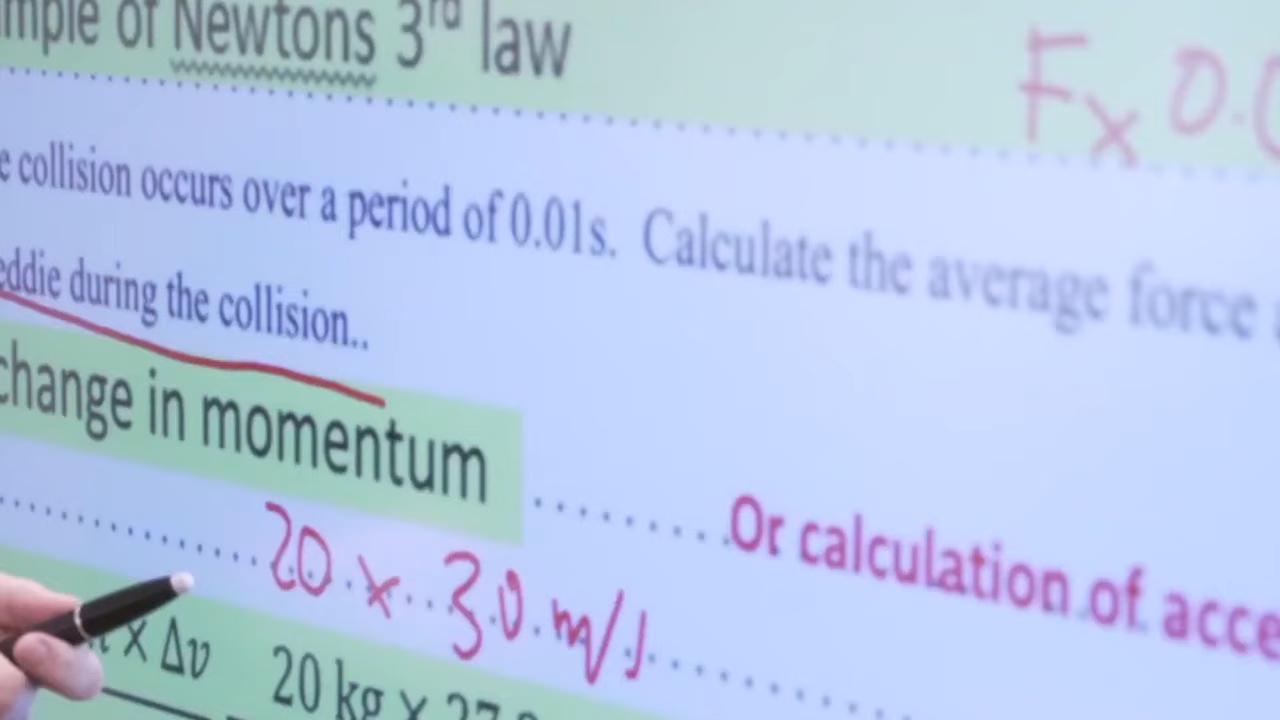 mple of Newtons 3rd law
F x 0.0
e collision occurs over a period of 0.01s. Calculate the average force
eddie during the collision..
change in momentum
Or calculation of acce
20 x 30 m/s
× Δv 20 kg × 27